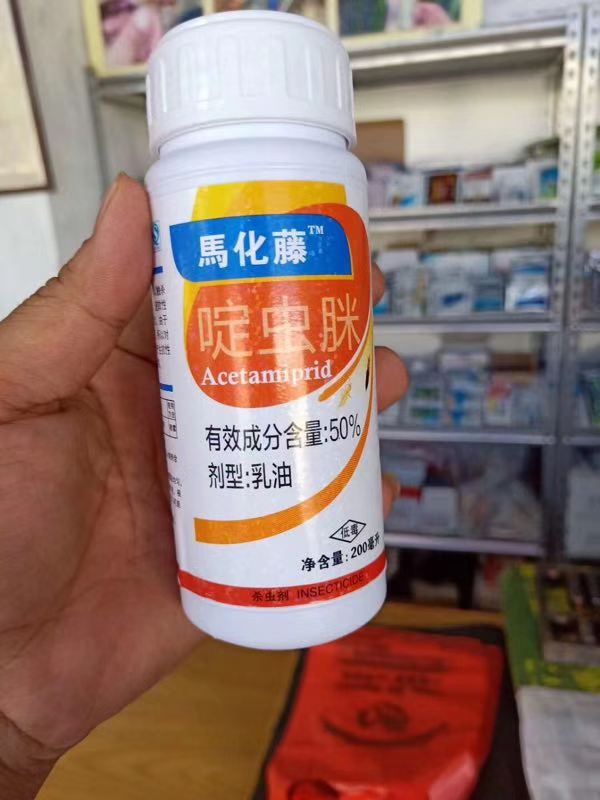 馬化藤™
啶虫脒
Acetamiprid
有效成分含量:50%
剂型:乳油
低毒
净含量:200毫升
杀虫剂 INSECTICIDE